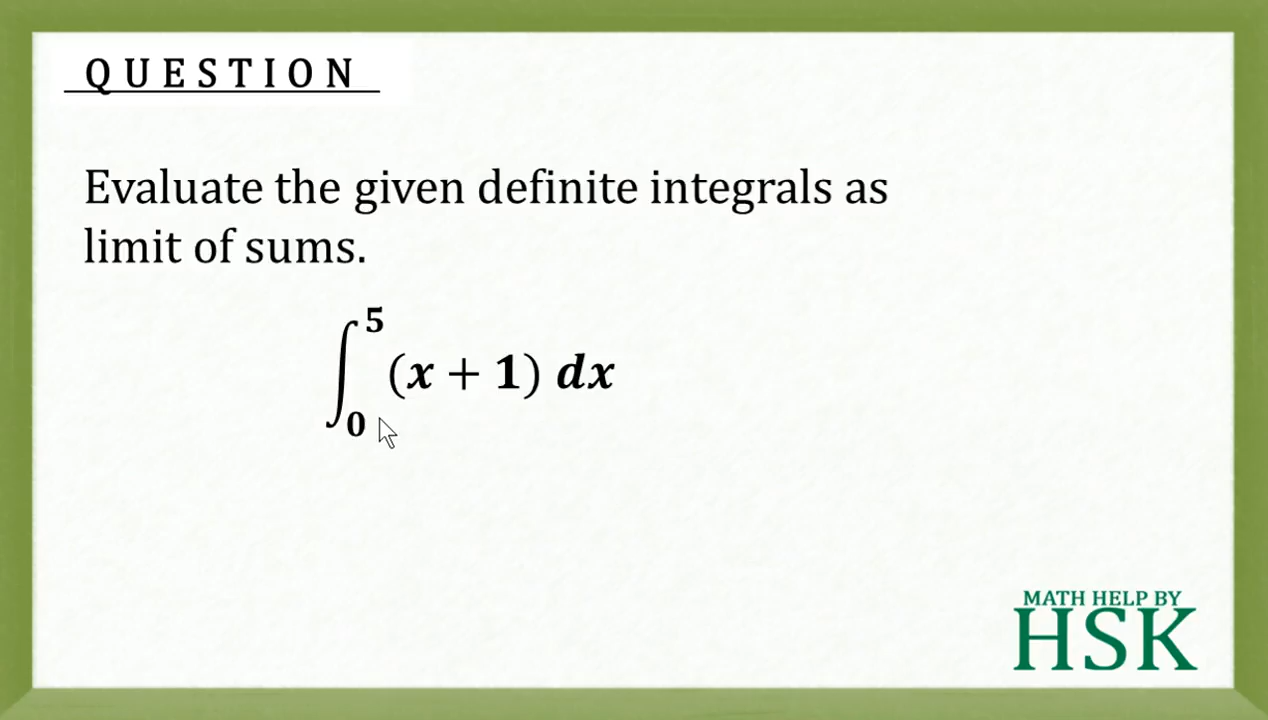 QUESTION
Evaluate the given definite integrals as
limit of sums.
∫₀⁵ (x + 1) dx
MATH HELP BY
HSK